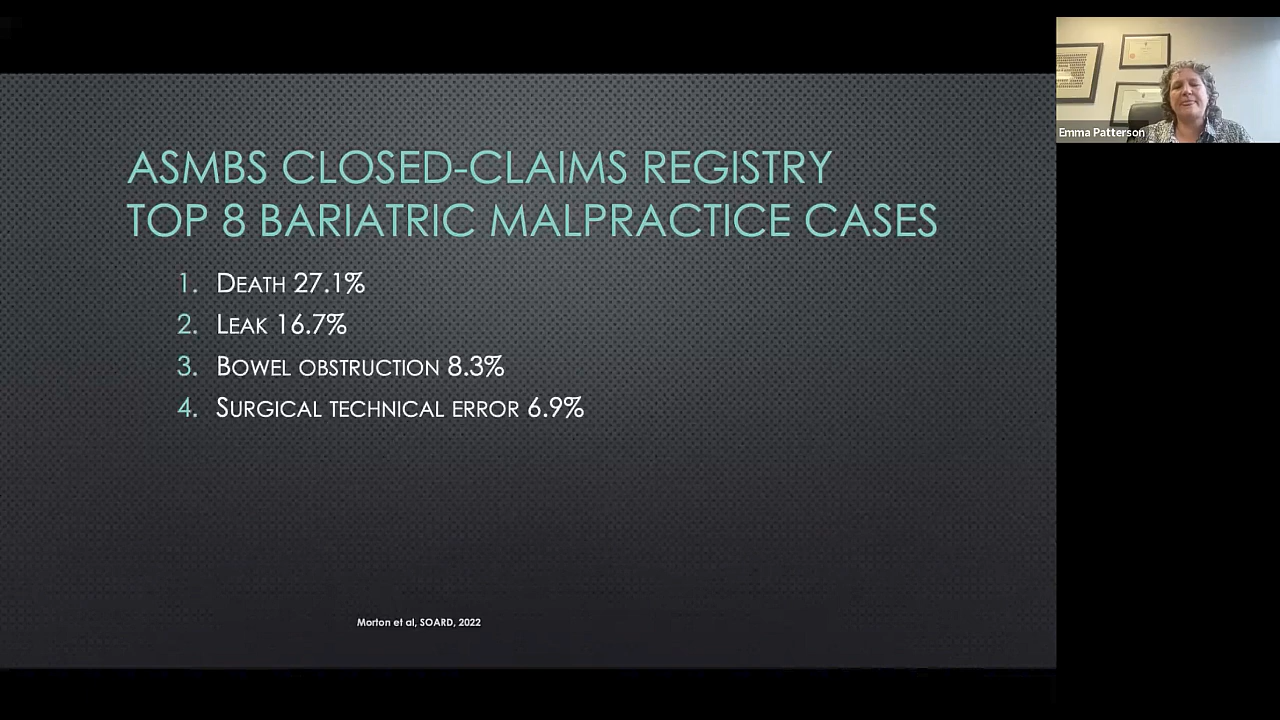 ASMBS CLOSED-CLAIMS REGISTRY
TOP 8 BARIATRIC MALPRACTICE CASES
1. DEATH 27.1%
2. LEAK 16.7%
3. BOWEL OBSTRUCTION 8.3%
4. SURGICAL TECHNICAL ERROR 6.9%
Morton et al, SOARD, 2022
Emma Patterson